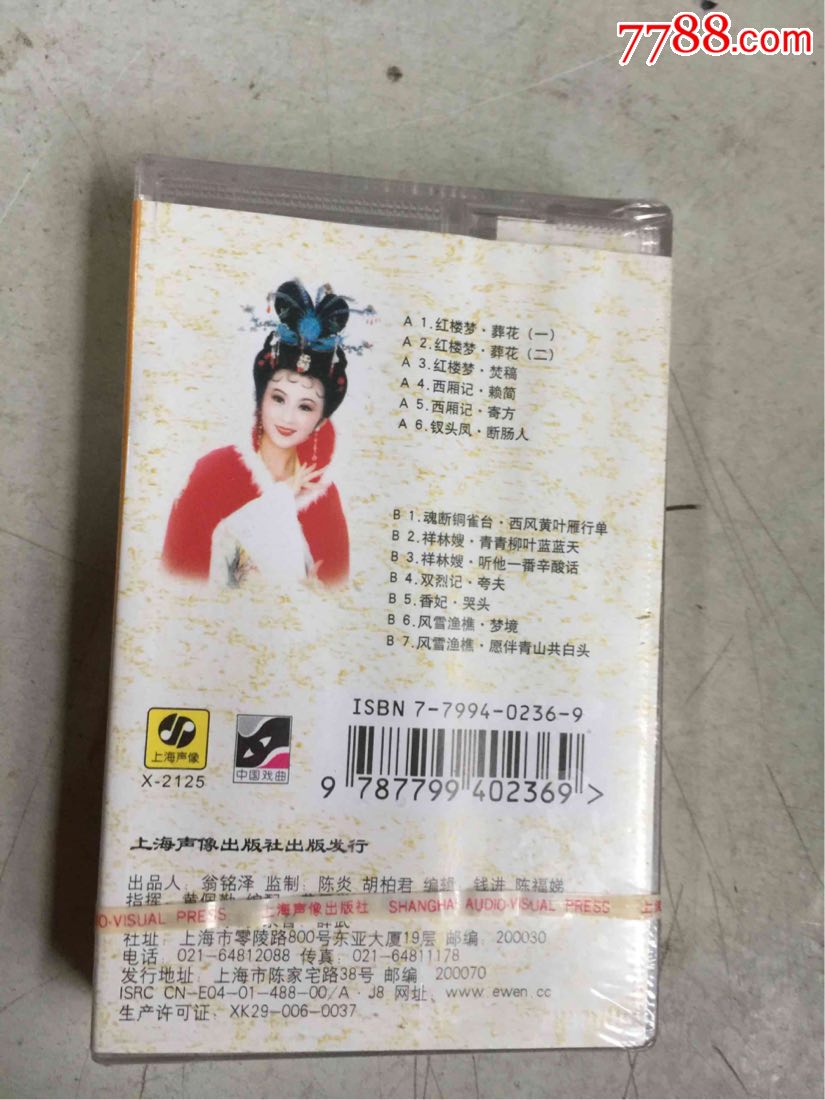 7788.com
A 1.红楼梦·葬花（一）
A 2.红楼梦·葬花（二）
A 3.红楼梦·焚稿
A 4.西厢记·赖简
A 5.西厢记·寄方
A 6.钗头凤·断肠人
B 1.魂断铜雀台·西风黄叶雁行单
B 2.祥林嫂·青青柳叶蓝蓝天
B 3.祥林嫂·听他一番辛酸话
B 4.双烈记·夸夫
B 5.香妃·哭头
B 6.风雪渔樵·梦境
B 7.风雪渔樵·愿伴青山共白头
ISBN 7-7994-0236-9
9 787799 402369 >
上海声像
X-2125
中国戏曲
上海声像出版社出版发行
出品人：翁铭泽 监制：陈炎 胡柏君 编辑：钱进 陈福娣
指挥：
O-VISUAL PRESS 上海声像出版社 SHANGHAI AUDIO-VISUAL PRESS 上海
社址：上海市零陵路800号东亚大厦19层 邮编：200030
电话：021-64812088 传真：021-64811178
发行地址：上海市陈家宅路38号 邮编：200070
ISRC CN-E04-01-488-00/A·J8 网址：www.ewen.cc
生产许可证：XK29-006-0037